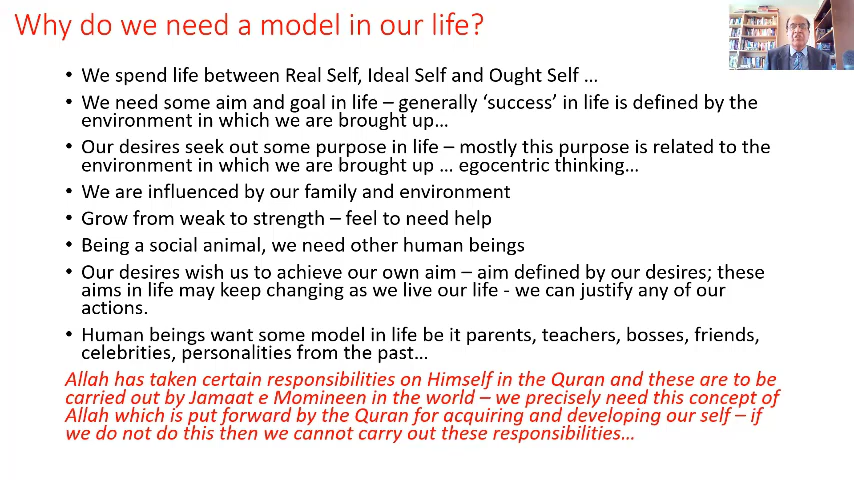 Why do we need a model in our life?
• We spend life between Real Self, Ideal Self and Ought Self …
• We need some aim and goal in life – generally ‘success’ in life is defined by the
environment in which we are brought up…
• Our desires seek out some purpose in life – mostly this purpose is related to the
environment in which we are brought up … egocentric thinking…
• We are influenced by our family and environment
• Grow from weak to strength – feel to need help
• Being a social animal, we need other human beings
• Our desires wish us to achieve our own aim – aim defined by our desires; these
aims in life may keep changing as we live our life - we can justify any of our
actions.
• Human beings want some model in life be it parents, teachers, bosses, friends,
celebrities, personalities from the past…
Allah has taken certain responsibilities on Himself in the Quran and these are to be
carried out by Jamaat e Momineen in the world – we precisely need this concept of
Allah which is put forward by the Quran for acquiring and developing our self – if
we do not do this then we cannot carry out these responsibilities…